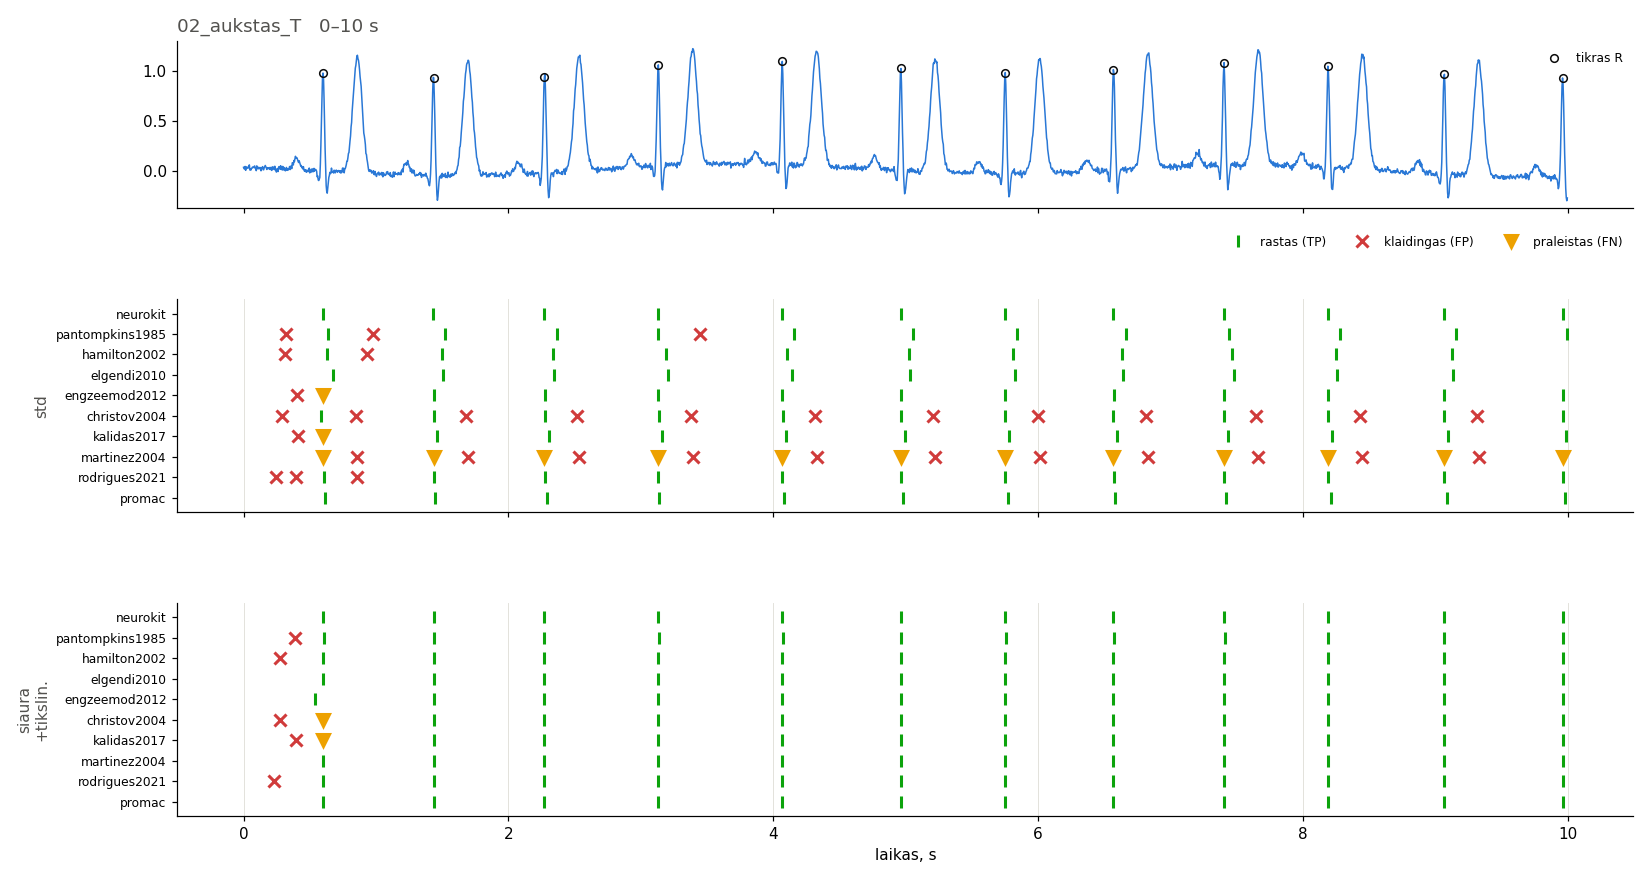 02_aukstas_T   0–10 s
tikras R
1.0
0.5
0.0
rastas (TP)
klaidingas (FP)
praleistas (FN)
std
neurokit
pantompkins1985
hamilton2002
elgendi2010
engzeemod2012
christov2004
kalidas2017
martinez2004
rodrigues2021
promac
siaura
+tikslin.
neurokit
pantompkins1985
hamilton2002
elgendi2010
engzeemod2012
christov2004
kalidas2017
martinez2004
rodrigues2021
promac
0 2 4 6 8 10
laikas, s